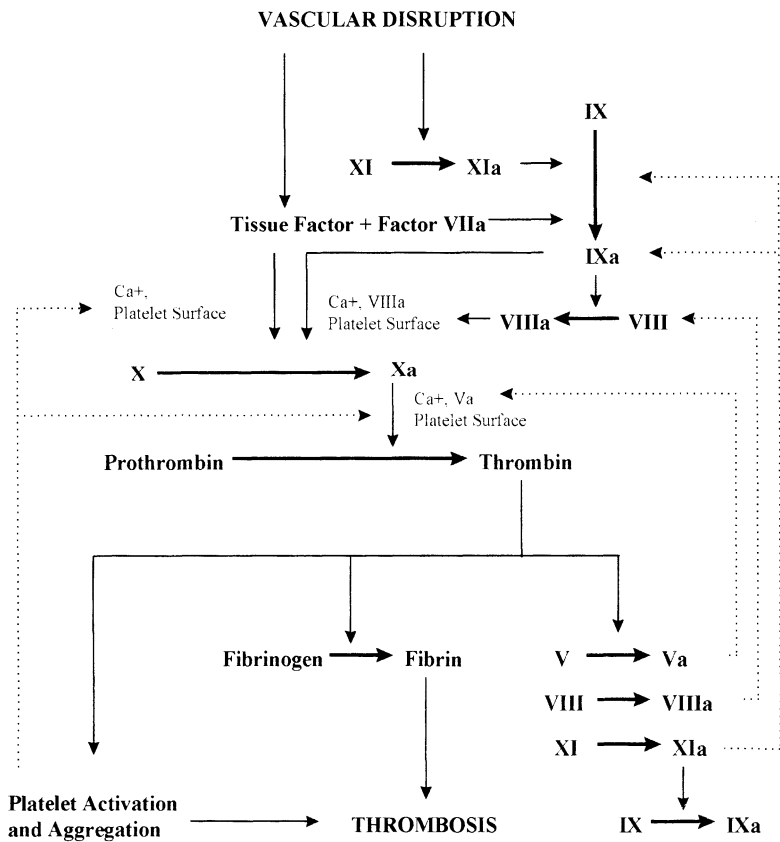 VASCULAR DISRUPTION
IX
XI XIa
Tissue Factor + Factor VIIa
IXa
Ca+,
Platelet Surface
Ca+, VIIIa
Platelet Surface
VIIIa VIII
X Xa
Ca+, Va
Platelet Surface
Prothrombin Thrombin
Fibrinogen Fibrin
V Va
VIII VIIIa
XI XIa
Platelet Activation
and Aggregation
THROMBOSIS
IX IXa